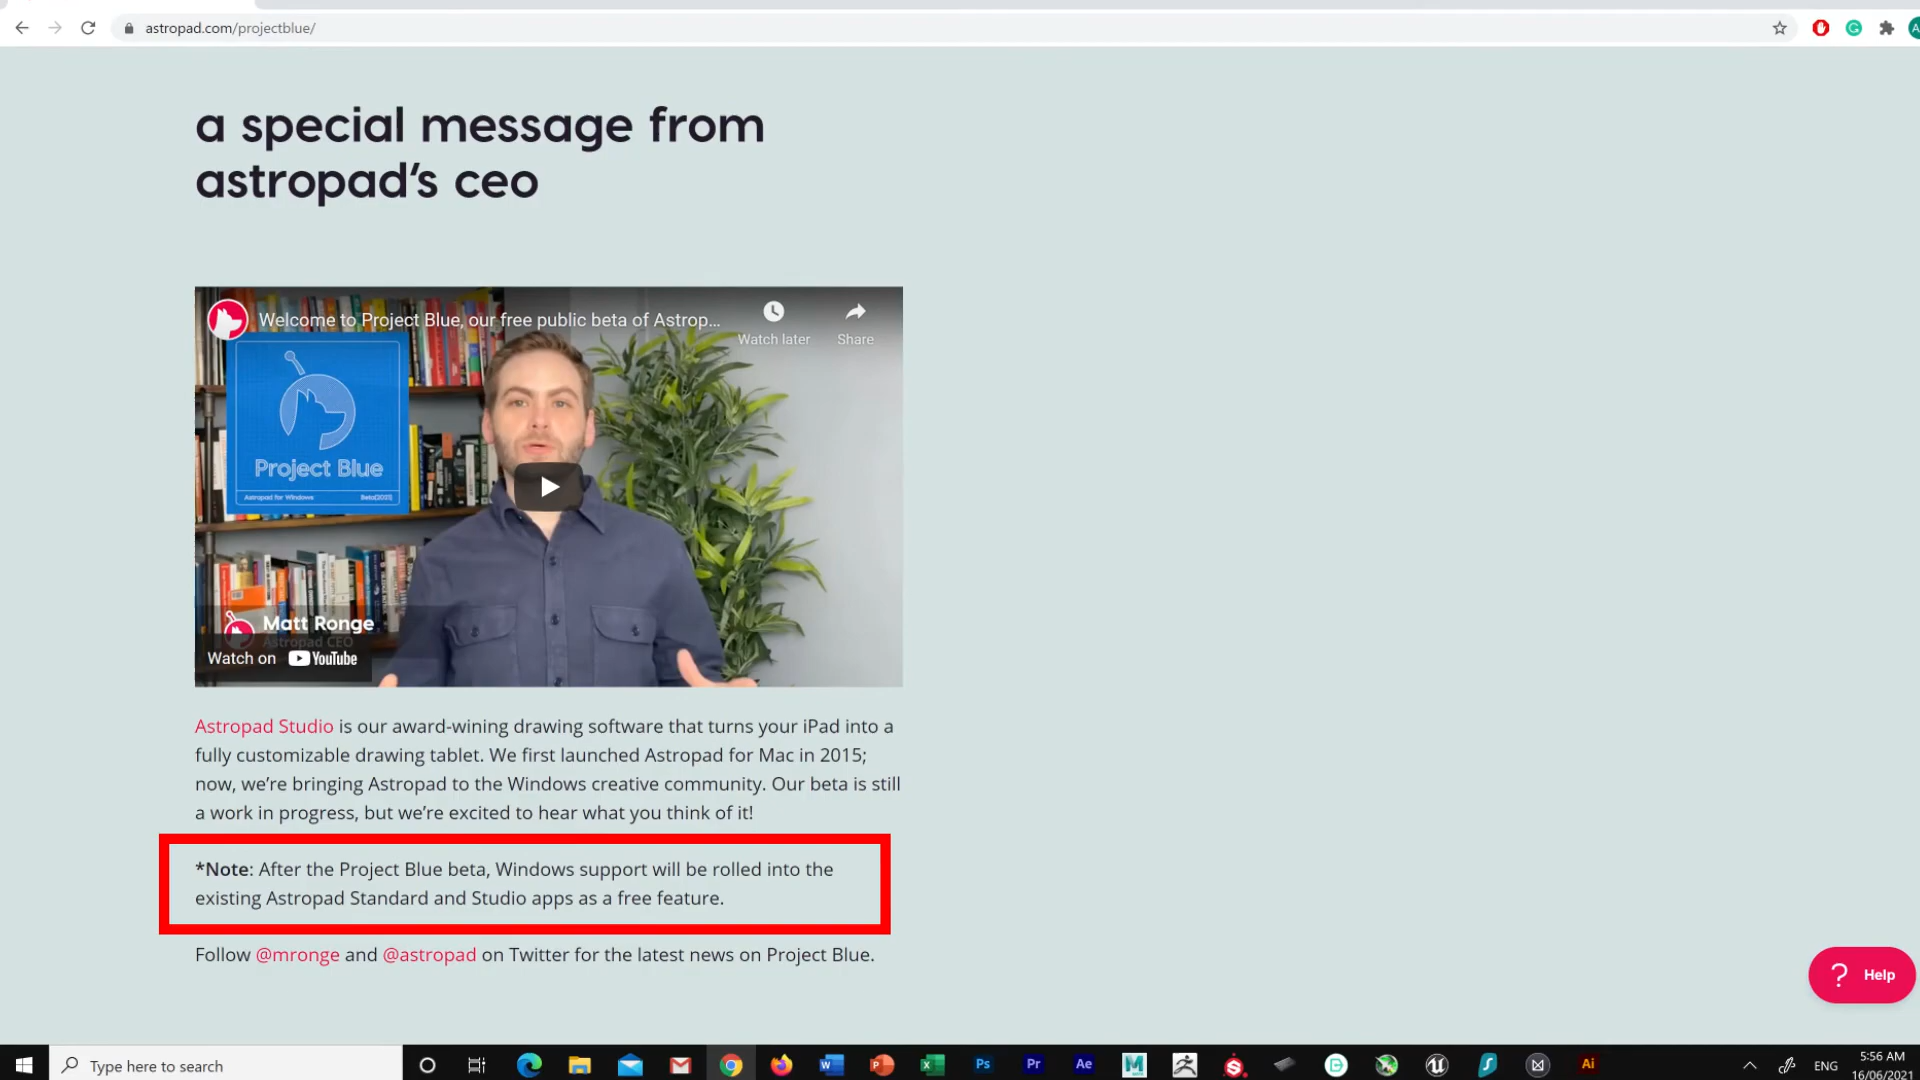 astropad.com/projectblue/
a special message from
astropad's ceo
Welcome to Project Blue, our free public beta of Astrop...
Watch later
Share
Project Blue
Astropad for Windows
Beta(2021)
Matt Ronge
Astropad CEO
Watch on YouTube
Astropad Studio is our award-wining drawing software that turns your iPad into a
fully customizable drawing tablet. We first launched Astropad for Mac in 2015;
now, we're bringing Astropad to the Windows creative community. Our beta is still
a work in progress, but we're excited to hear what you think of it!
*Note: After the Project Blue beta, Windows support will be rolled into the
existing Astropad Standard and Studio apps as a free feature.
Follow @mronge and @astropad on Twitter for the latest news on Project Blue.
? Help
Type here to search
Ps
Pr
Ae
Ai
ENG
5:56 AM
16/06/2021